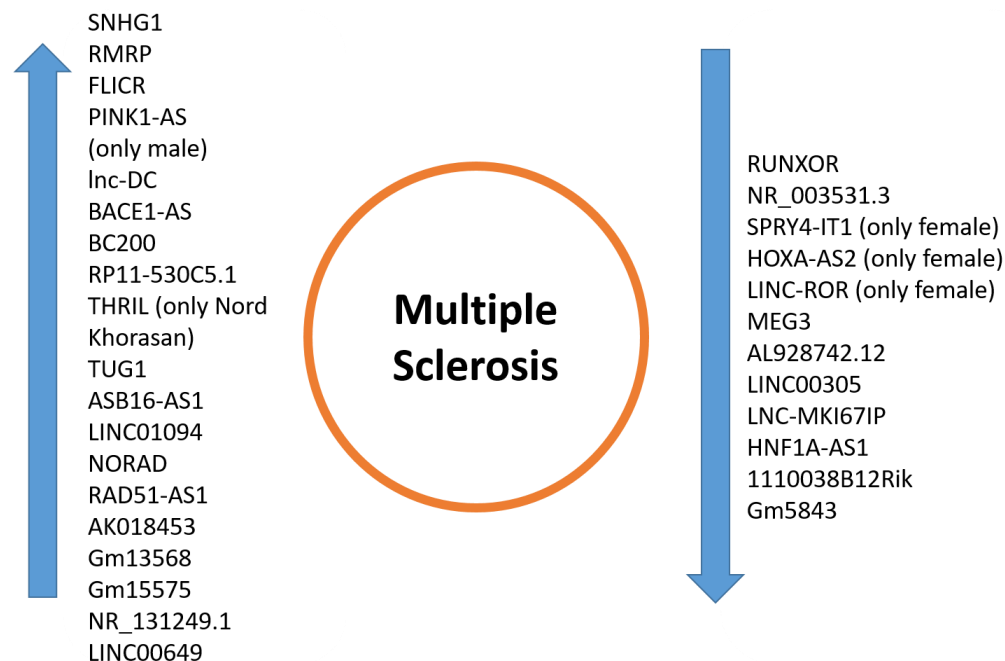 SNHG1
RMRP
FLICR
PINK1-AS
(only male)
lnc-DC
BACE1-AS
BC200
RP11-530C5.1
THRIL (only Nord
Khorasan)
TUG1
ASB16-AS1
LINC01094
NORAD
RAD51-AS1
AK018453
Gm13568
Gm15575
NR_131249.1
LINC00649
Multiple
Sclerosis
RUNXOR
NR_003531.3
SPRY4-IT1 (only female)
HOXA-AS2 (only female)
LINC-ROR (only female)
MEG3
AL928742.12
LINC00305
LNC-MKI67IP
HNF1A-AS1
1110038B12Rik
Gm5843